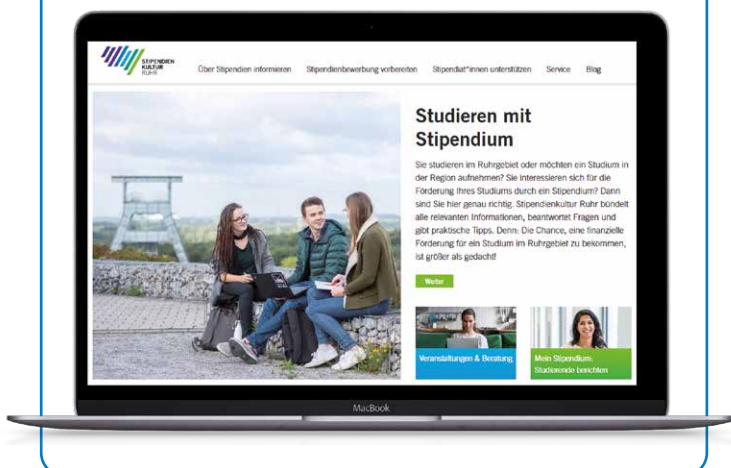 STIPENDIEN
KULTUR
RUHR
Über Stipendien informieren Stipendienbewerbung vorbereiten Stipendiat*innen unterstützen Service Blog
Studieren mit
Stipendium
Sie studieren im Ruhrgebiet oder möchten ein Studium in
der Region aufnehmen? Sie interessieren sich für die
Förderung Ihres Studiums durch ein Stipendium? Dann
sind Sie hier genau richtig. Stipendienkultur Ruhr bündelt
alle relevanten Informationen, beantwortet Fragen und
gibt praktische Tipps. Denn: Die Chance, eine finanzielle
Förderung für ein Studium im Ruhrgebiet zu bekommen,
ist größer als gedacht!
Weiter
Veranstaltungen & Beratung
Mein Stipendium:
Studierende berichten
MacBook